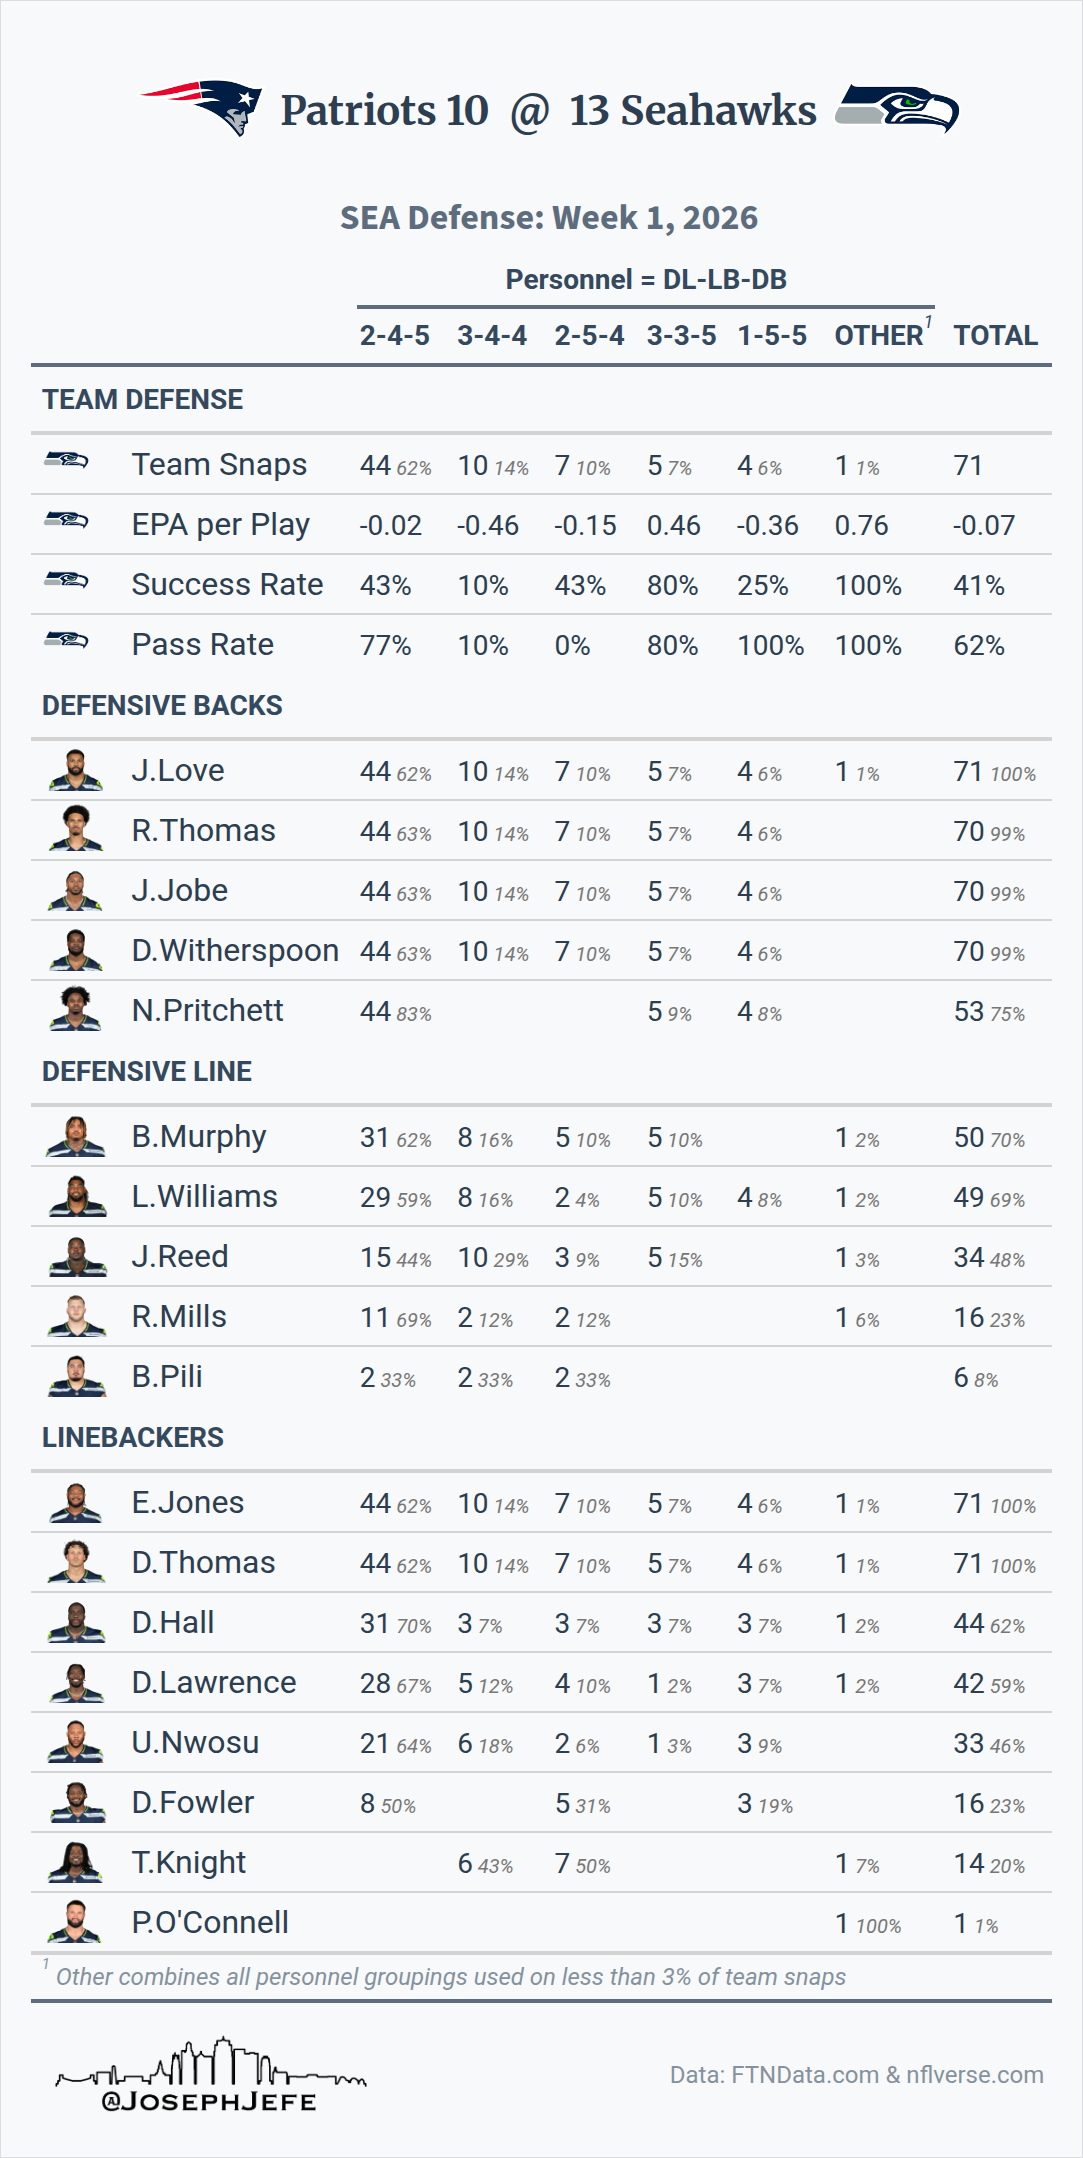 Patriots 10 @ 13 Seahawks
SEA Defense: Week 1, 2026
Personnel = DL-LB-DB
2-4-5 3-4-4 2-5-4 3-3-5 1-5-5 OTHER1 TOTAL
TEAM DEFENSE
Team Snaps 44 62% 10 14% 7 10% 5 7% 4 6% 1 1% 71
EPA per Play -0.02 -0.46 -0.15 0.46 -0.36 0.76 -0.07
Success Rate 43% 10% 43% 80% 25% 100% 41%
Pass Rate 77% 10% 0% 80% 100% 100% 62%
DEFENSIVE BACKS
J.Love 44 62% 10 14% 7 10% 5 7% 4 6% 1 1% 71 100%
R.Thomas 44 63% 10 14% 7 10% 5 7% 4 6% 70 99%
J.Jobe 44 63% 10 14% 7 10% 5 7% 4 6% 70 99%
D.Witherspoon 44 63% 10 14% 7 10% 5 7% 4 6% 70 99%
N.Pritchett 44 83% 5 9% 4 8% 53 75%
DEFENSIVE LINE
B.Murphy 31 62% 8 16% 5 10% 5 10% 1 2% 50 70%
L.Williams 29 59% 8 16% 2 4% 5 10% 4 8% 1 2% 49 69%
J.Reed 15 44% 10 29% 3 9% 5 15% 1 3% 34 48%
R.Mills 11 69% 2 12% 2 12% 1 6% 16 23%
B.Pili 2 33% 2 33% 2 33% 6 8%
LINEBACKERS
E.Jones 44 62% 10 14% 7 10% 5 7% 4 6% 1 1% 71 100%
D.Thomas 44 62% 10 14% 7 10% 5 7% 4 6% 1 1% 71 100%
D.Hall 31 70% 3 7% 3 7% 3 7% 3 7% 1 2% 44 62%
D.Lawrence 28 67% 5 12% 4 10% 1 2% 3 7% 1 2% 42 59%
U.Nwosu 21 64% 6 18% 2 6% 1 3% 3 9% 33 46%
D.Fowler 8 50% 5 31% 3 19% 16 23%
T.Knight 6 43% 7 50% 1 7% 14 20%
P.O'Connell 1 100% 1 1%
1 Other combines all personnel groupings used on less than 3% of team snaps
@JosephJefe
Data: FTNData.com & nflverse.com